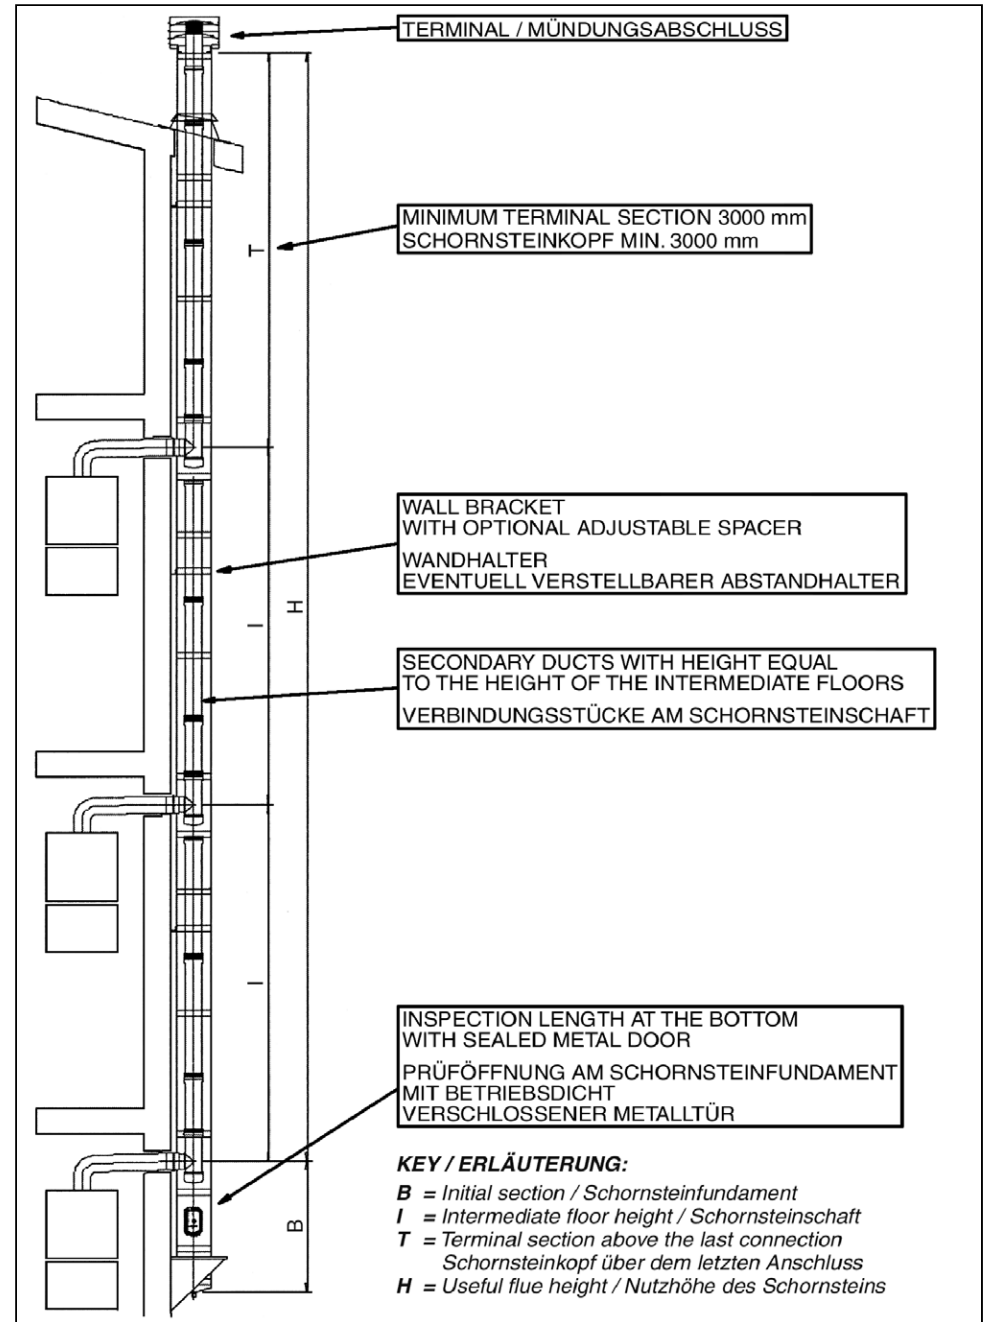 TERMINAL / MÜNDUNGSABSCHLUSS
MINIMUM TERMINAL SECTION 3000 mm
SCHORNSTEINKOPF MIN. 3000 mm
T
H
WALL BRACKET
WITH OPTIONAL ADJUSTABLE SPACER
WANDHALTER
EVENTUELL VERSTELLBARER ABSTANDHALTER
I
SECONDARY DUCTS WITH HEIGHT EQUAL
TO THE HEIGHT OF THE INTERMEDIATE FLOORS
VERBINDUNGSSTÜCKE AM SCHORNSTEINSCHAFT
I
INSPECTION LENGTH AT THE BOTTOM
WITH SEALED METAL DOOR
PRÜFÖFFNUNG AM SCHORNSTEINFUNDAMENT
MIT BETRIEBSDICHT
VERSCHLOSSENER METALLTÜR
B
KEY / ERLÄUTERUNG:
B = Initial section / Schornsteinfundament
I = Intermediate floor height / Schornsteinschaft
T = Terminal section above the last connection
Schornsteinkopf über dem letzten Anschluss
H = Useful flue height / Nutzhöhe des Schornsteins